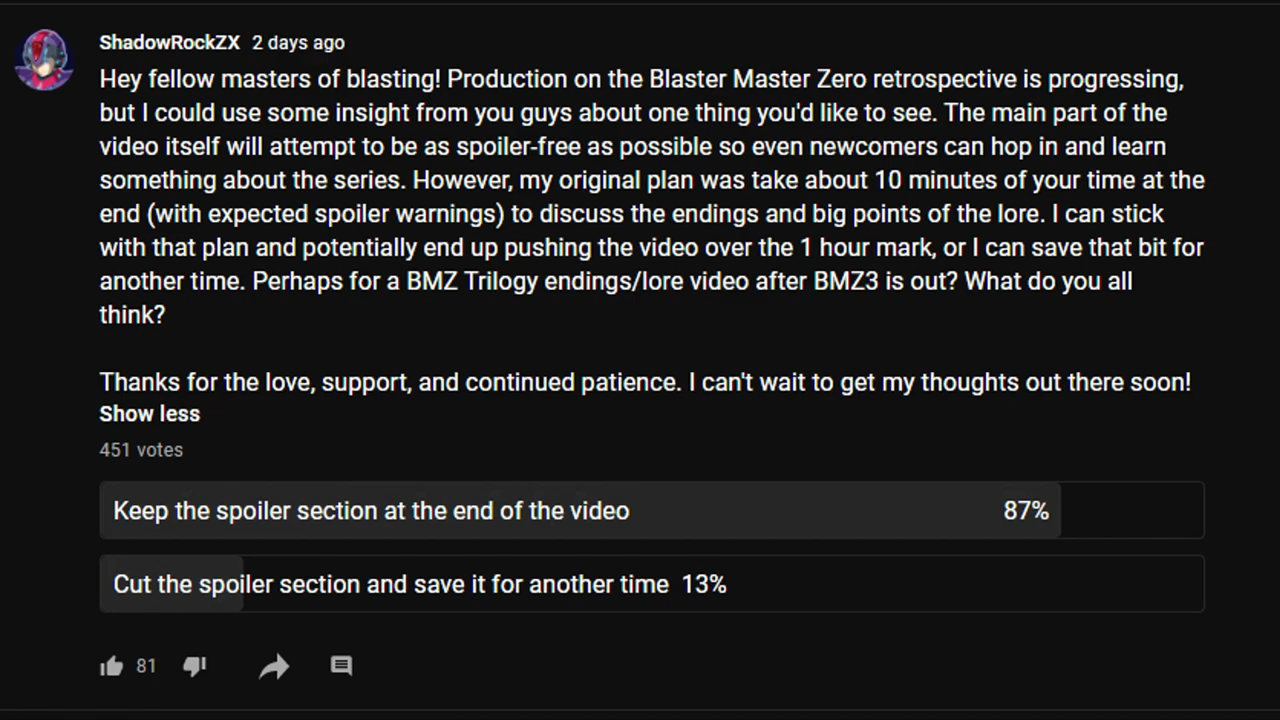 ShadowRockZX 2 days ago
Hey fellow masters of blasting! Production on the Blaster Master Zero retrospective is progressing,
but I could use some insight from you guys about one thing you'd like to see. The main part of the
video itself will attempt to be as spoiler-free as possible so even newcomers can hop in and learn
something about the series. However, my original plan was take about 10 minutes of your time at the
end (with expected spoiler warnings) to discuss the endings and big points of the lore. I can stick
with that plan and potentially end up pushing the video over the 1 hour mark, or I can save that bit for
another time. Perhaps for a BMZ Trilogy endings/lore video after BMZ3 is out? What do you all
think?
Thanks for the love, support, and continued patience. I can't wait to get my thoughts out there soon!
Show less
451 votes
Keep the spoiler section at the end of the video 87%
Cut the spoiler section and save it for another time 13%
81